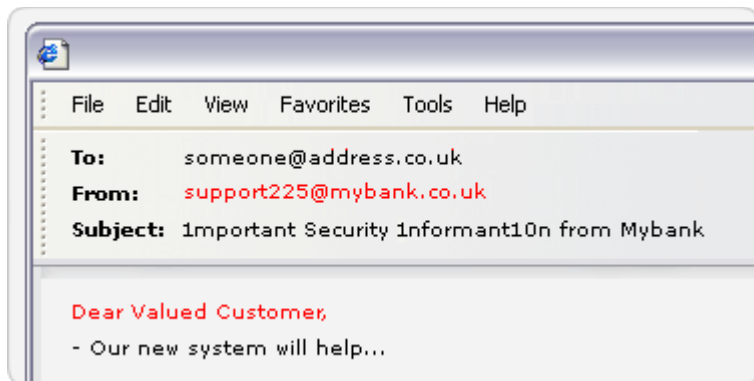 File Edit View Favorites Tools Help
To: someone@address.co.uk
From: support225@mybank.co.uk
Subject: 1mportant Security 1nformant10n from Mybank
Dear Valued Customer,
- Our new system will help...